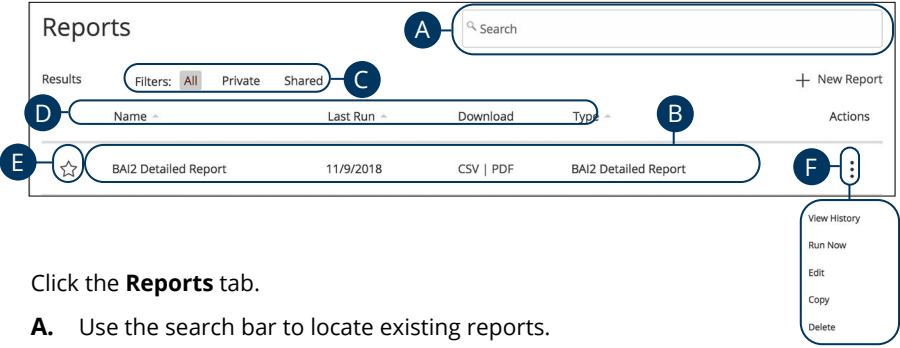 Reports
A
Search
Results
Filters: All Private Shared
C
+ New Report
D
Name
Last Run
Download
Type
B
Actions
E
BAI2 Detailed Report
11/9/2018
CSV | PDF
BAI2 Detailed Report
F
View History
Run Now
Edit
Copy
Delete
Click the Reports tab.
A. Use the search bar to locate existing reports.